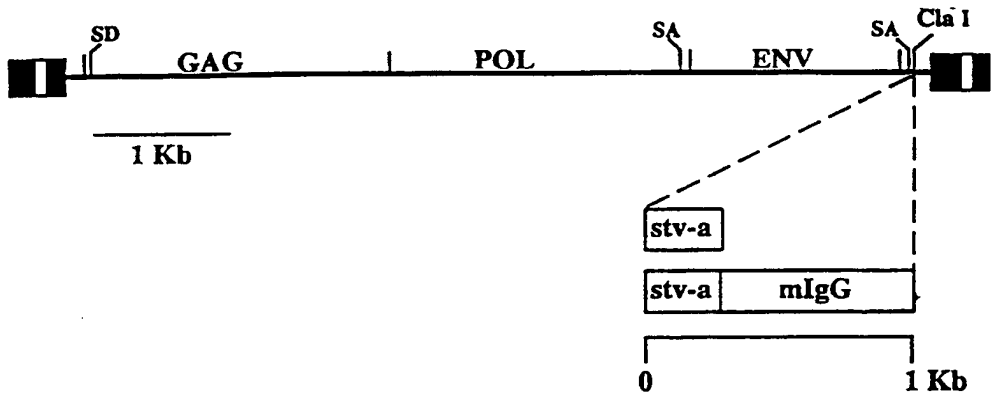 SD
GAG
POL
SA
ENV
SA
Cla I
1 Kb
stv-a
stv-a mIgG
0 1 Kb